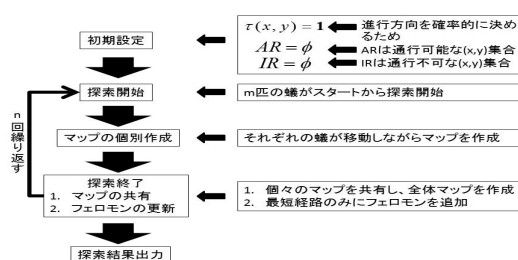 初期設定
τ(x, y) = 1
進行方向を確率的に決め
るため
AR = ϕ
ARは通行可能な(x,y)集合
IR = ϕ
IRは通行不可な(x,y)集合
探索開始
m匹の蟻がスタートから探索開始
n回繰り返す
マップの個別作成
それぞれの蟻が移動しながらマップを作成
探索終了
1. マップの共有
2. フェロモンの更新
1. 個々のマップを共有し、全体マップを作成
2. 最短経路のみにフェロモンを追加
探索結果出力